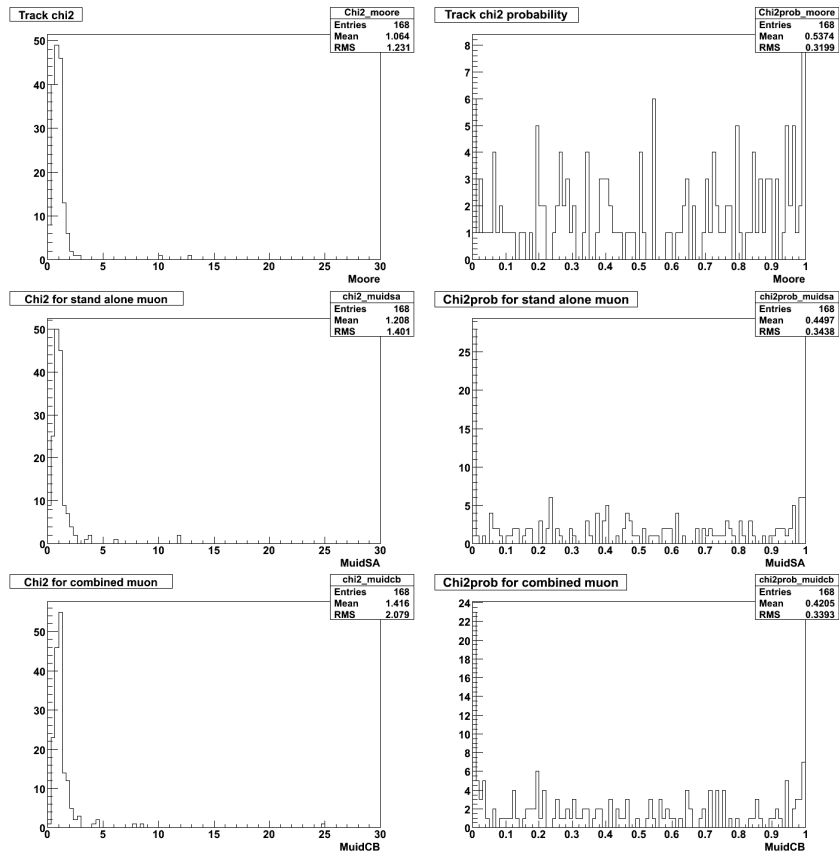 Track chi2
Chi2_moore
Entries 168
Mean 1.064
RMS 1.231
50
40
30
20
10
0
0 5 10 15 20 25 30
Moore
Track chi2 probability
Chi2prob_moore
Entries 168
Mean 0.5374
RMS 0.3199
8
7
6
5
4
3
2
1
0
0 0.1 0.2 0.3 0.4 0.5 0.6 0.7 0.8 0.9 1
Moore
Chi2 for stand alone muon
chi2_muidsa
Entries 168
Mean 1.208
RMS 1.401
50
40
30
20
10
0
0 5 10 15 20 25 30
MuidSA
Chi2prob for stand alone muon
chi2prob_muidsa
Entries 168
Mean 0.4497
RMS 0.3438
25
20
15
10
5
0
0 0.1 0.2 0.3 0.4 0.5 0.6 0.7 0.8 0.9 1
MuidSA
Chi2 for combined muon
chi2_muidcb
Entries 168
Mean 1.416
RMS 2.079
50
40
30
20
10
0
0 5 10 15 20 25 30
MuidCB
Chi2prob for combined muon
chi2prob_muidcb
Entries 168
Mean 0.4205
RMS 0.3393
24
22
20
18
16
14
12
10
8
6
4
2
0
0 0.1 0.2 0.3 0.4 0.5 0.6 0.7 0.8 0.9 1
MuidCB